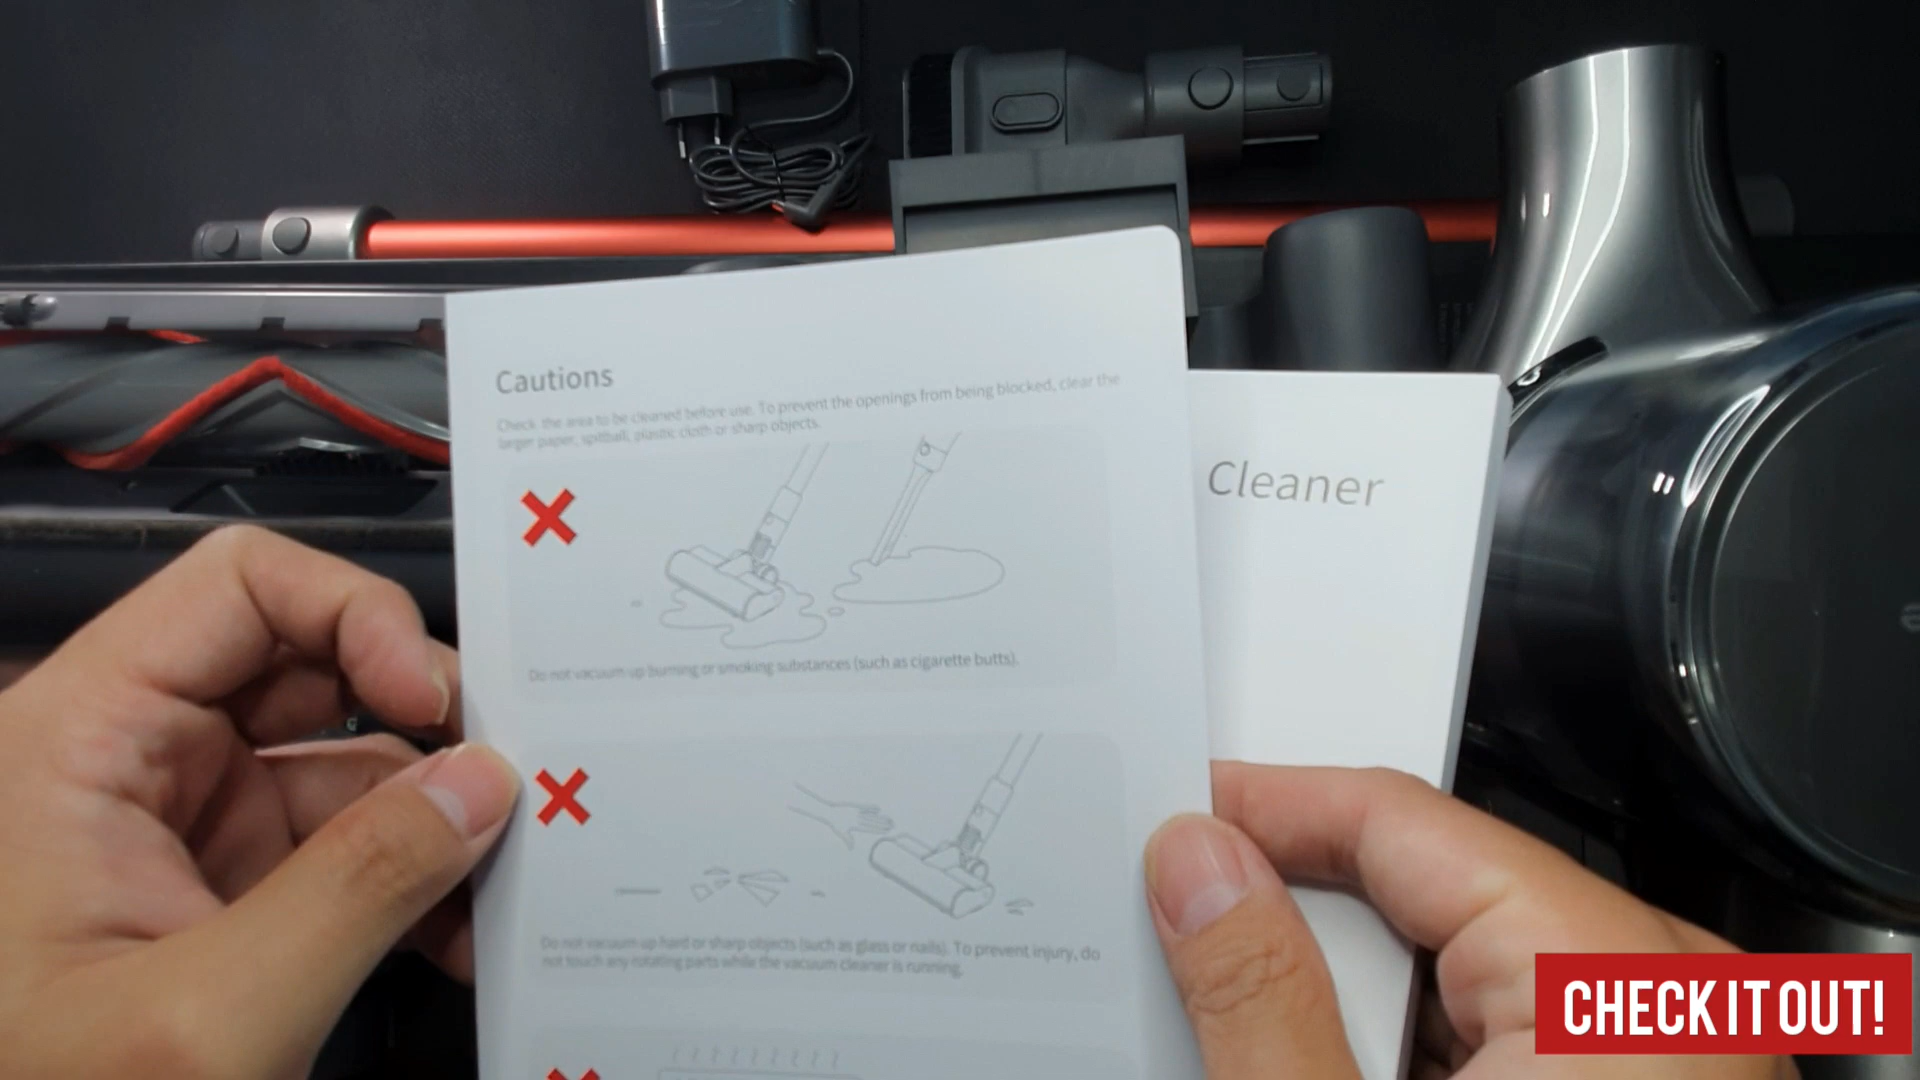 Cautions
Check the area to be cleaned before use. To prevent the openings from being blocked, clear the
larger paper, spitball, plastic cloth or sharp objects.
Cleaner
Do not vacuum up burning or smoking substances (such as cigarette butts).
Do not vacuum up hard or sharp objects (such as glass or nails). To prevent injury, do
not touch any rotating parts while the vacuum cleaner is running.
CHECK IT OUT!